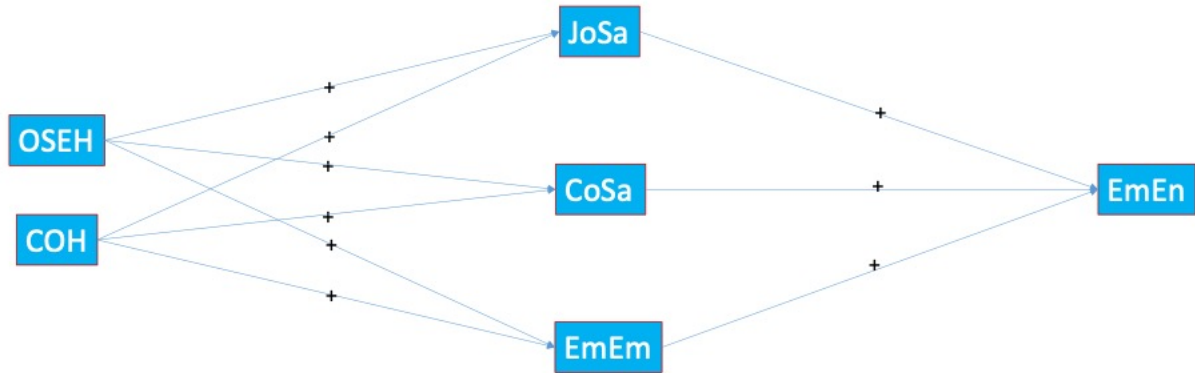 JoSa
+
+
+
OSEH
+
CoSa
+
EmEn
+
COH
+
+
+
EmEm